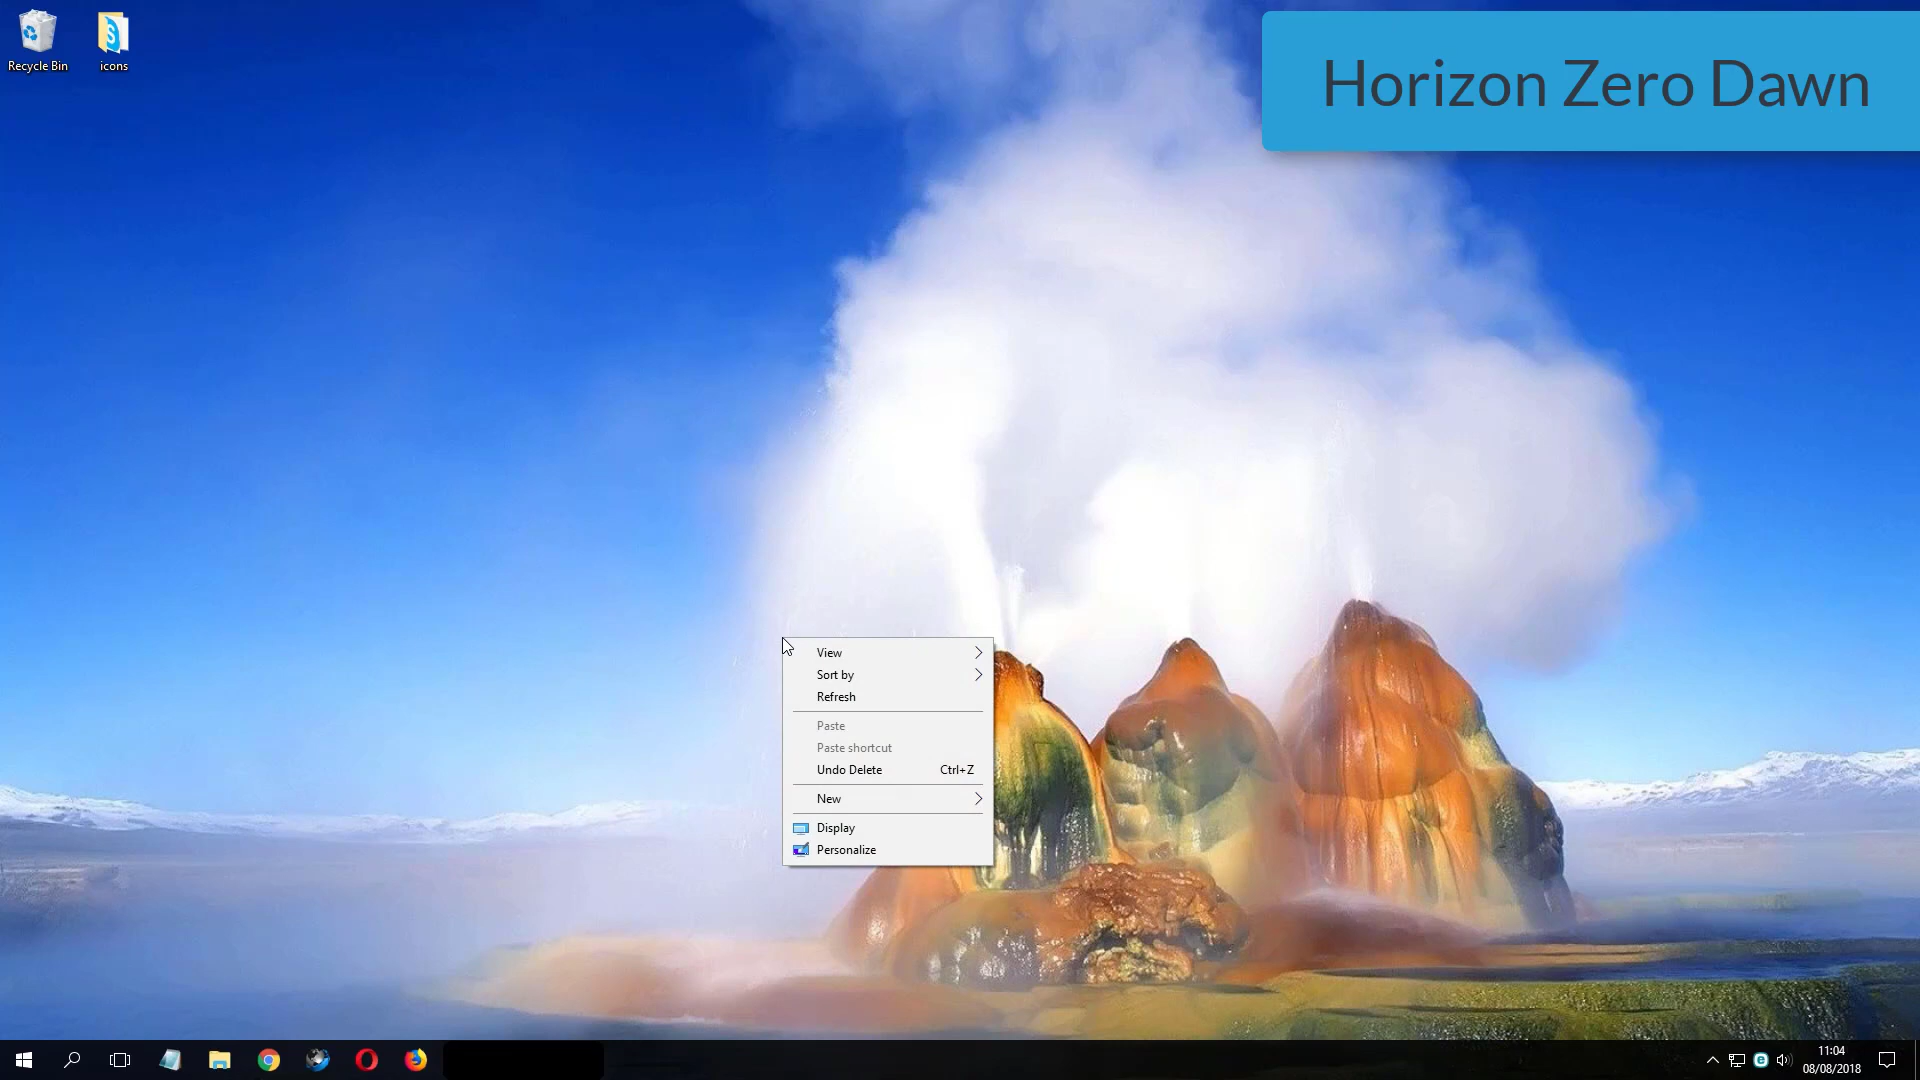 Recycle Bin
icons
Horizon Zero Dawn
View
Sort by
Refresh
Paste
Paste shortcut
Undo Delete Ctrl+Z
New
Display
Personalize
11:04
08/08/2018